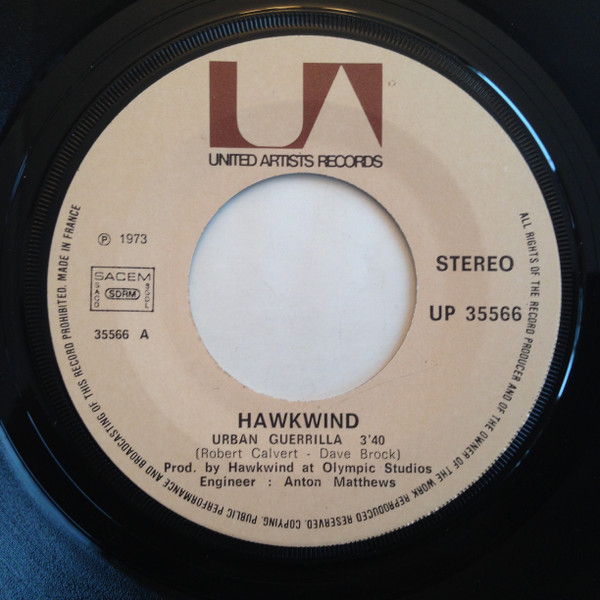 UA
UNITED ARTISTS RECORDS
℗ 1973
SACEM
SACD SDRM SGDL
35566 A
STEREO
UP 35566
HAWKWIND
URBAN GUERRILLA 3'40
(Robert Calvert - Dave Brock)
Prod. by Hawkwind at Olympic Studios
Engineer : Anton Matthews
ALL RIGHTS OF THE RECORD PRODUCER AND OF THE OWNER OF THE WORK REPRODUCED RESERVED. COPYING, PUBLIC PERFORMANCE AND BROADCASTING OF THIS RECORD PROHIBITED. MADE IN FRANCE